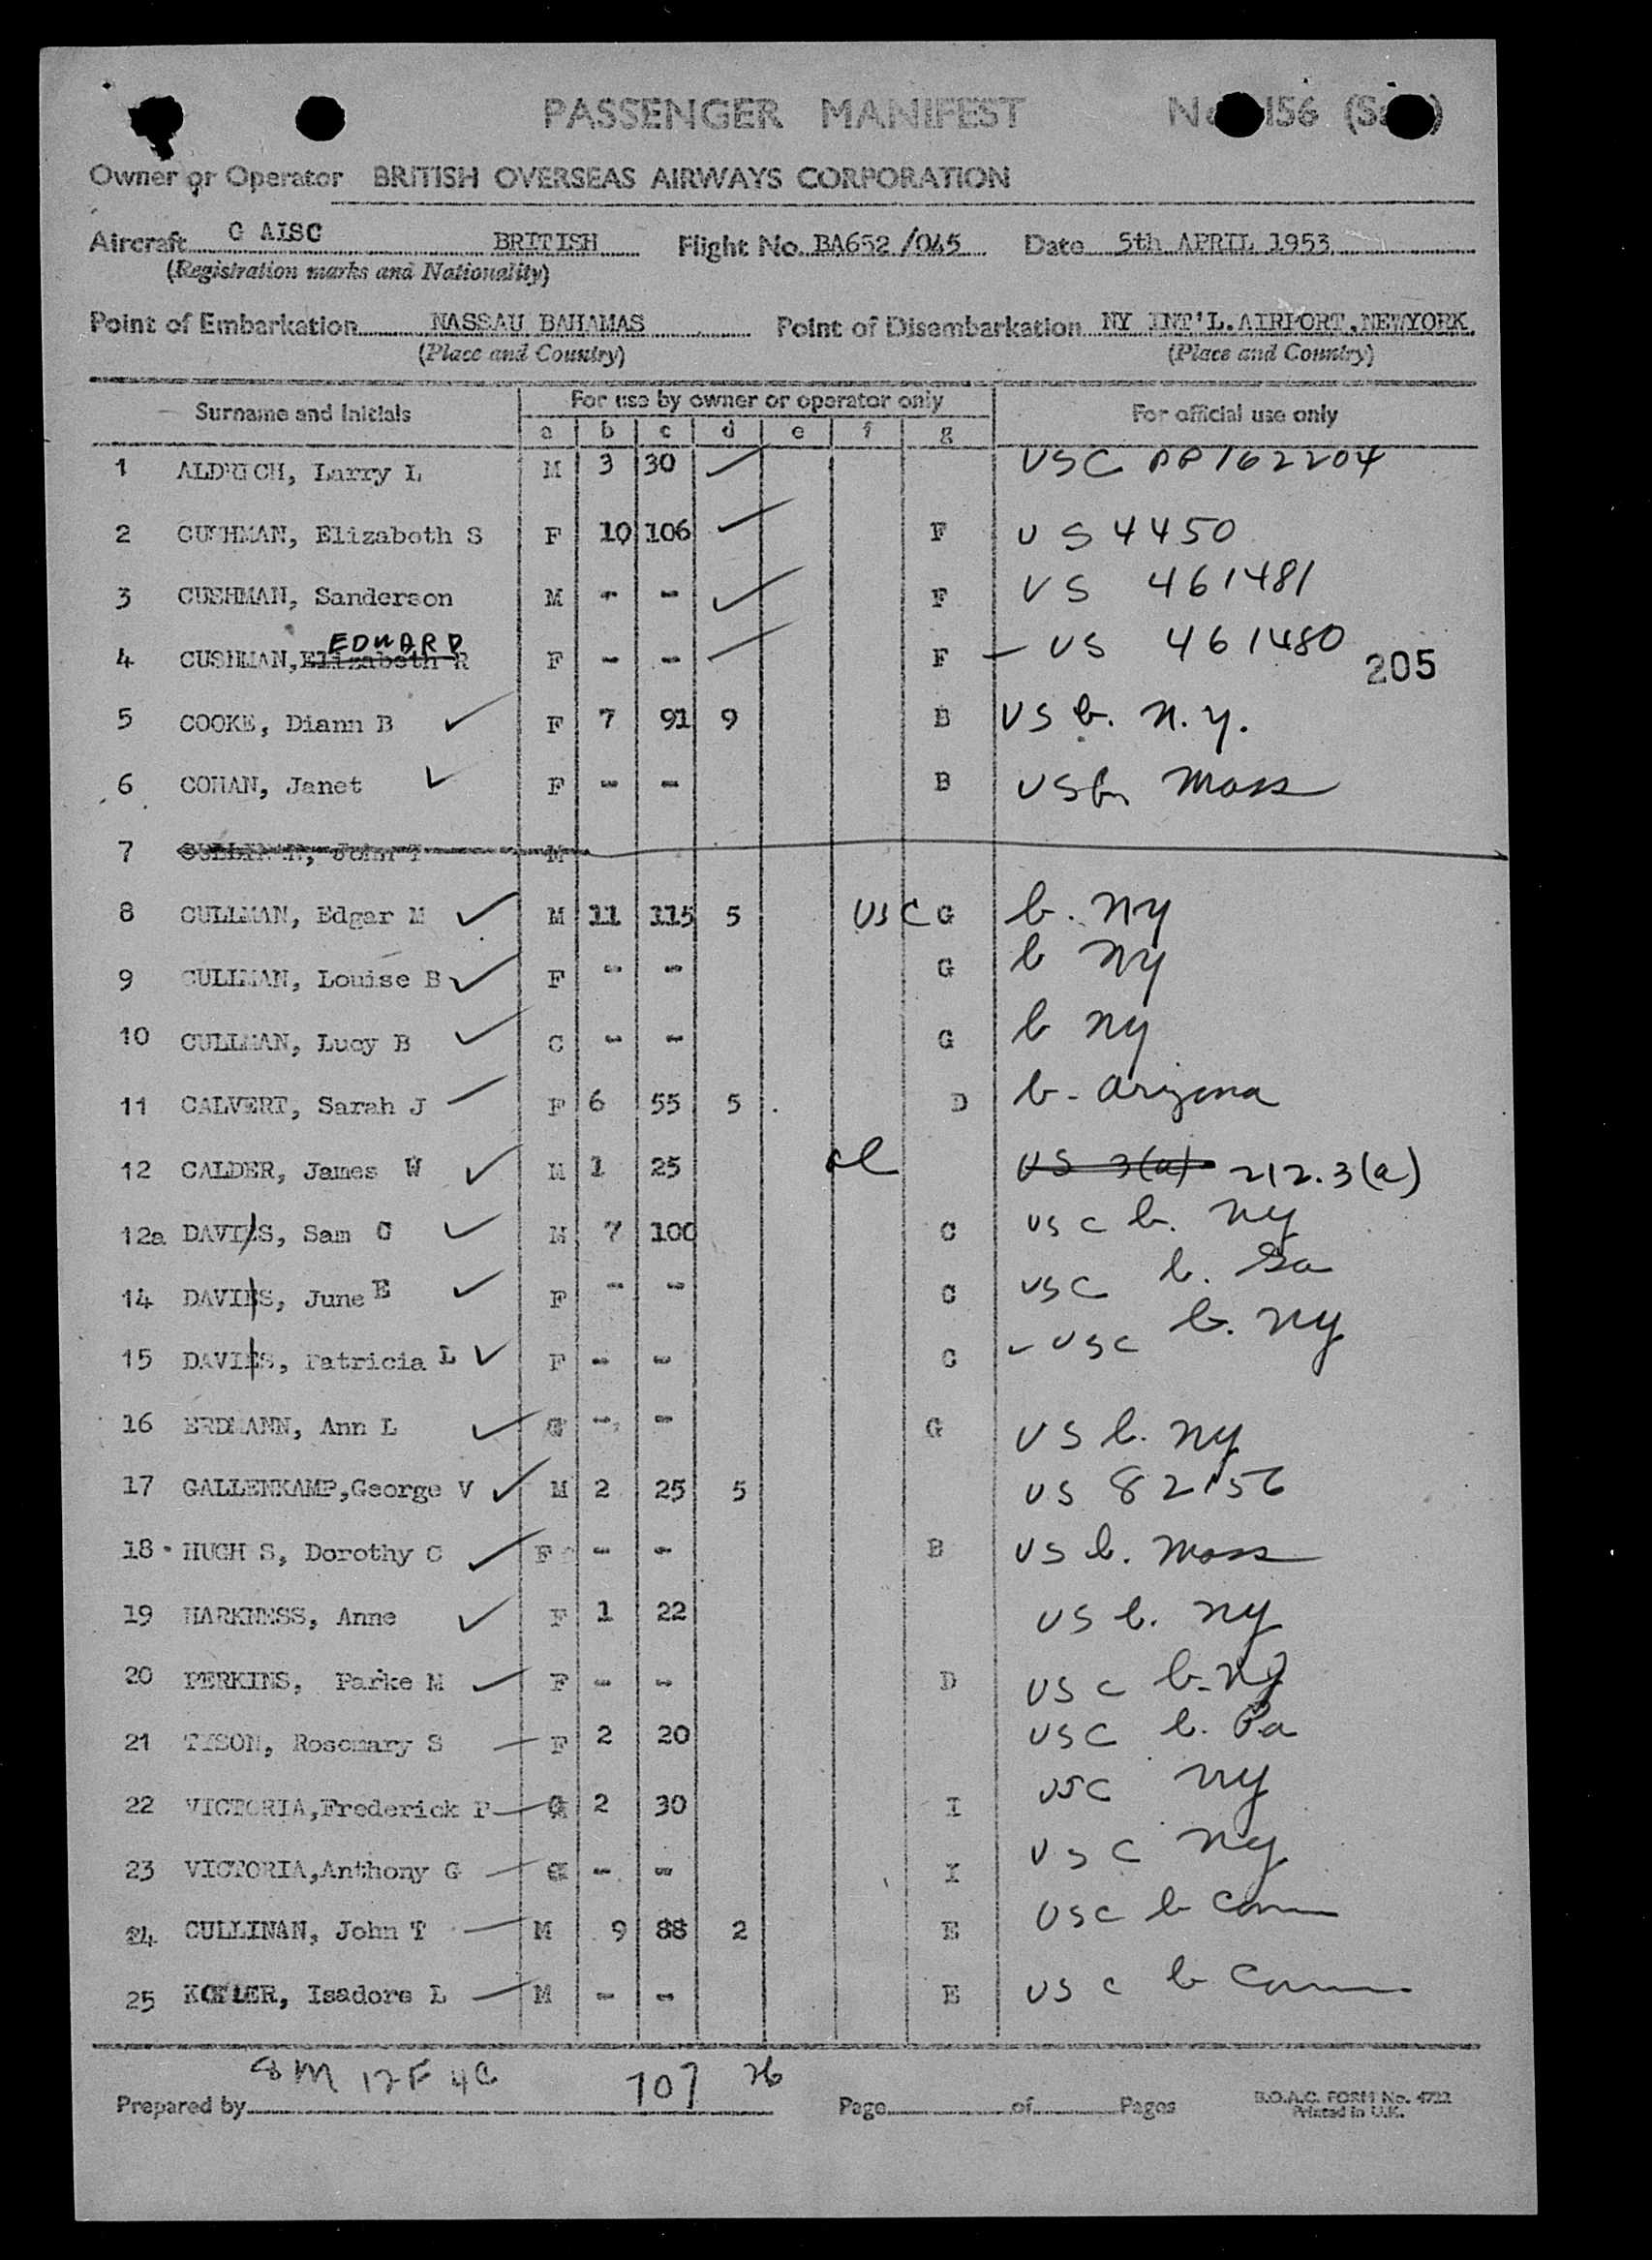 PASSENGER MANIFEST 156
Owner or Operator BRITISH OVERSEAS AIRWAYS CORPORATION
Aircraft G AISC BRITISH Flight No. BA652/045 Date 5th APRIL 1953
(Registration marks and Nationality)
Point of Embarkation NASSAU BAHAMAS Point of Disembarkation NY INT'L.AIRPORT,NEWYORK
(Place and Country) (Place and Country)
Surname and Initials For use by owner or operator only For official use only
a b c d e f g
1 ALDRICH, Larry L M 3 30 USC PP162204
2 CUSHMAN, Elizabeth S F 10 106 F US 4450
3 CUSHMAN, Sanderson M - - F US 461481
EDWARD
4 CUSHMAN, Elizabeth R F - - F - US 461480
205
5 COOKE, Diann B F 7 91 9 B US b. N.Y.
6 COHAN, Janet F - - B US b. Mass
7 CULLINAN, John T M
8 CULLMAN, Edgar M M 11 115 5 USC G b. NY
9 CULLMAN, Louise B F - - G b NY
10 CULLMAN, Lucy B C - - G b NY
11 CALVERT, Sarah J F 6 55 5 D b. Arizona
12 CALDER, James W M 1 25 US 3(a) 212.3(a)
12a DAVIES, Sam C M 7 100 C USC b. NY
14 DAVIES, June E F - - C USC b. Ga
15 DAVIES, Patricia L F - - C - USC b. NY
16 ERDMANN, Ann L - - G US b. NY
17 GALLENKAMP,George V M 2 25 5 US 82156
18 HUGH S, Dorothy C F - - B US b. Mass
19 HARKNESS, Anne F 1 22 US b. NY
20 PERKINS, Parke M F - - D USC b. NY
21 TYSON, Rosemary S F 2 20 USC b. Pa
22 VICTORIA,Frederick P 2 30 I USC NY
23 VICTORIA,Anthony G - - I USC NY
24 CULLINAN, John T M 9 88 2 E USC b Conn
25 KOTLER, Isadore L M - - E USC b Conn
8M 12F 4C 107 26
Prepared by Page of Pages
B.O.A.C. FORM No. 4722
Printed in U.K.